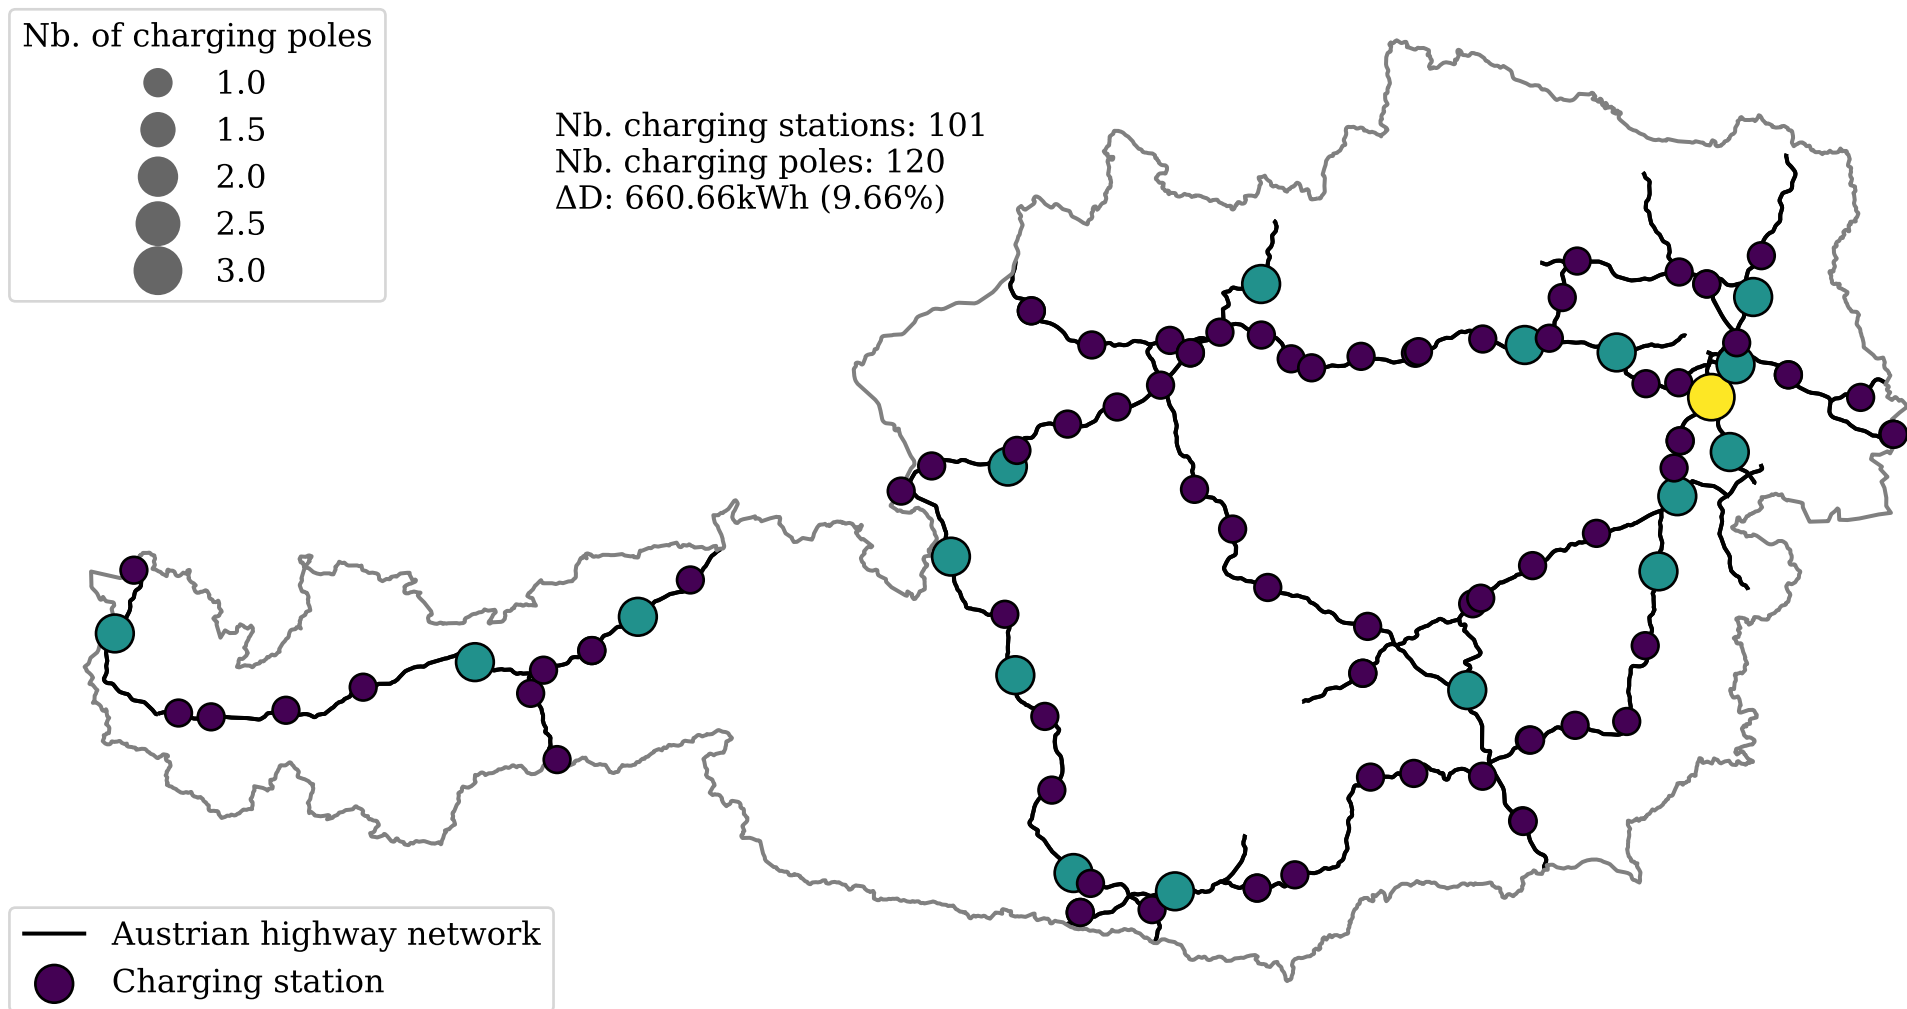 Nb. of charging poles
1.0
1.5
2.0
2.5
3.0
Nb. charging stations: 101
Nb. charging poles: 120
ΔD: 660.66kWh (9.66%)
Austrian highway network
Charging station